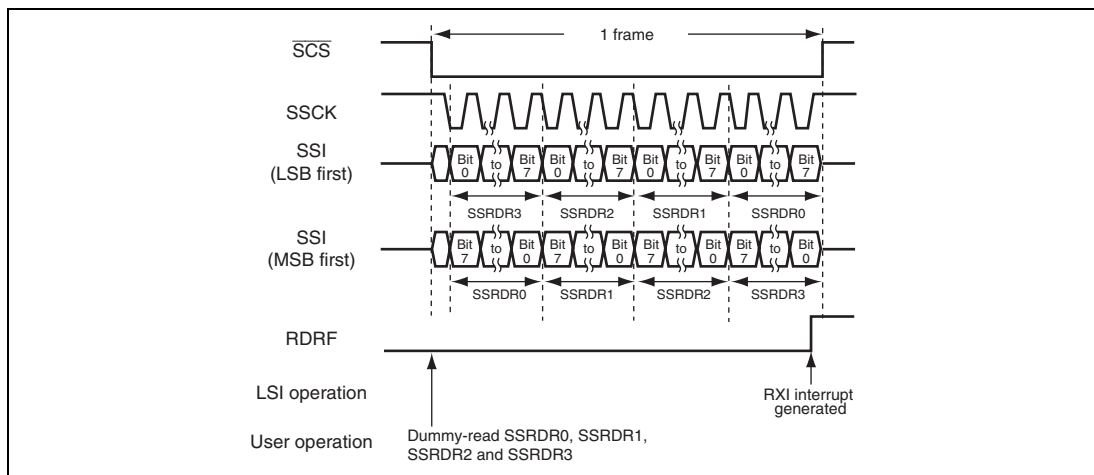 1 frame
SCS
SSCK
SSI
(LSB first)
Bit 0 to Bit 7 Bit 0 to Bit 7 Bit 0 to Bit 7 Bit 0 to Bit 7
SSRDR3 SSRDR2 SSRDR1 SSRDR0
SSI
(MSB first)
Bit 7 to Bit 0 Bit 7 to Bit 0 Bit 7 to Bit 0 Bit 7 to Bit 0
SSRDR0 SSRDR1 SSRDR2 SSRDR3
RDRF
LSI operation
RXI interrupt
generated
User operation
Dummy-read SSRDR0, SSRDR1,
SSRDR2 and SSRDR3